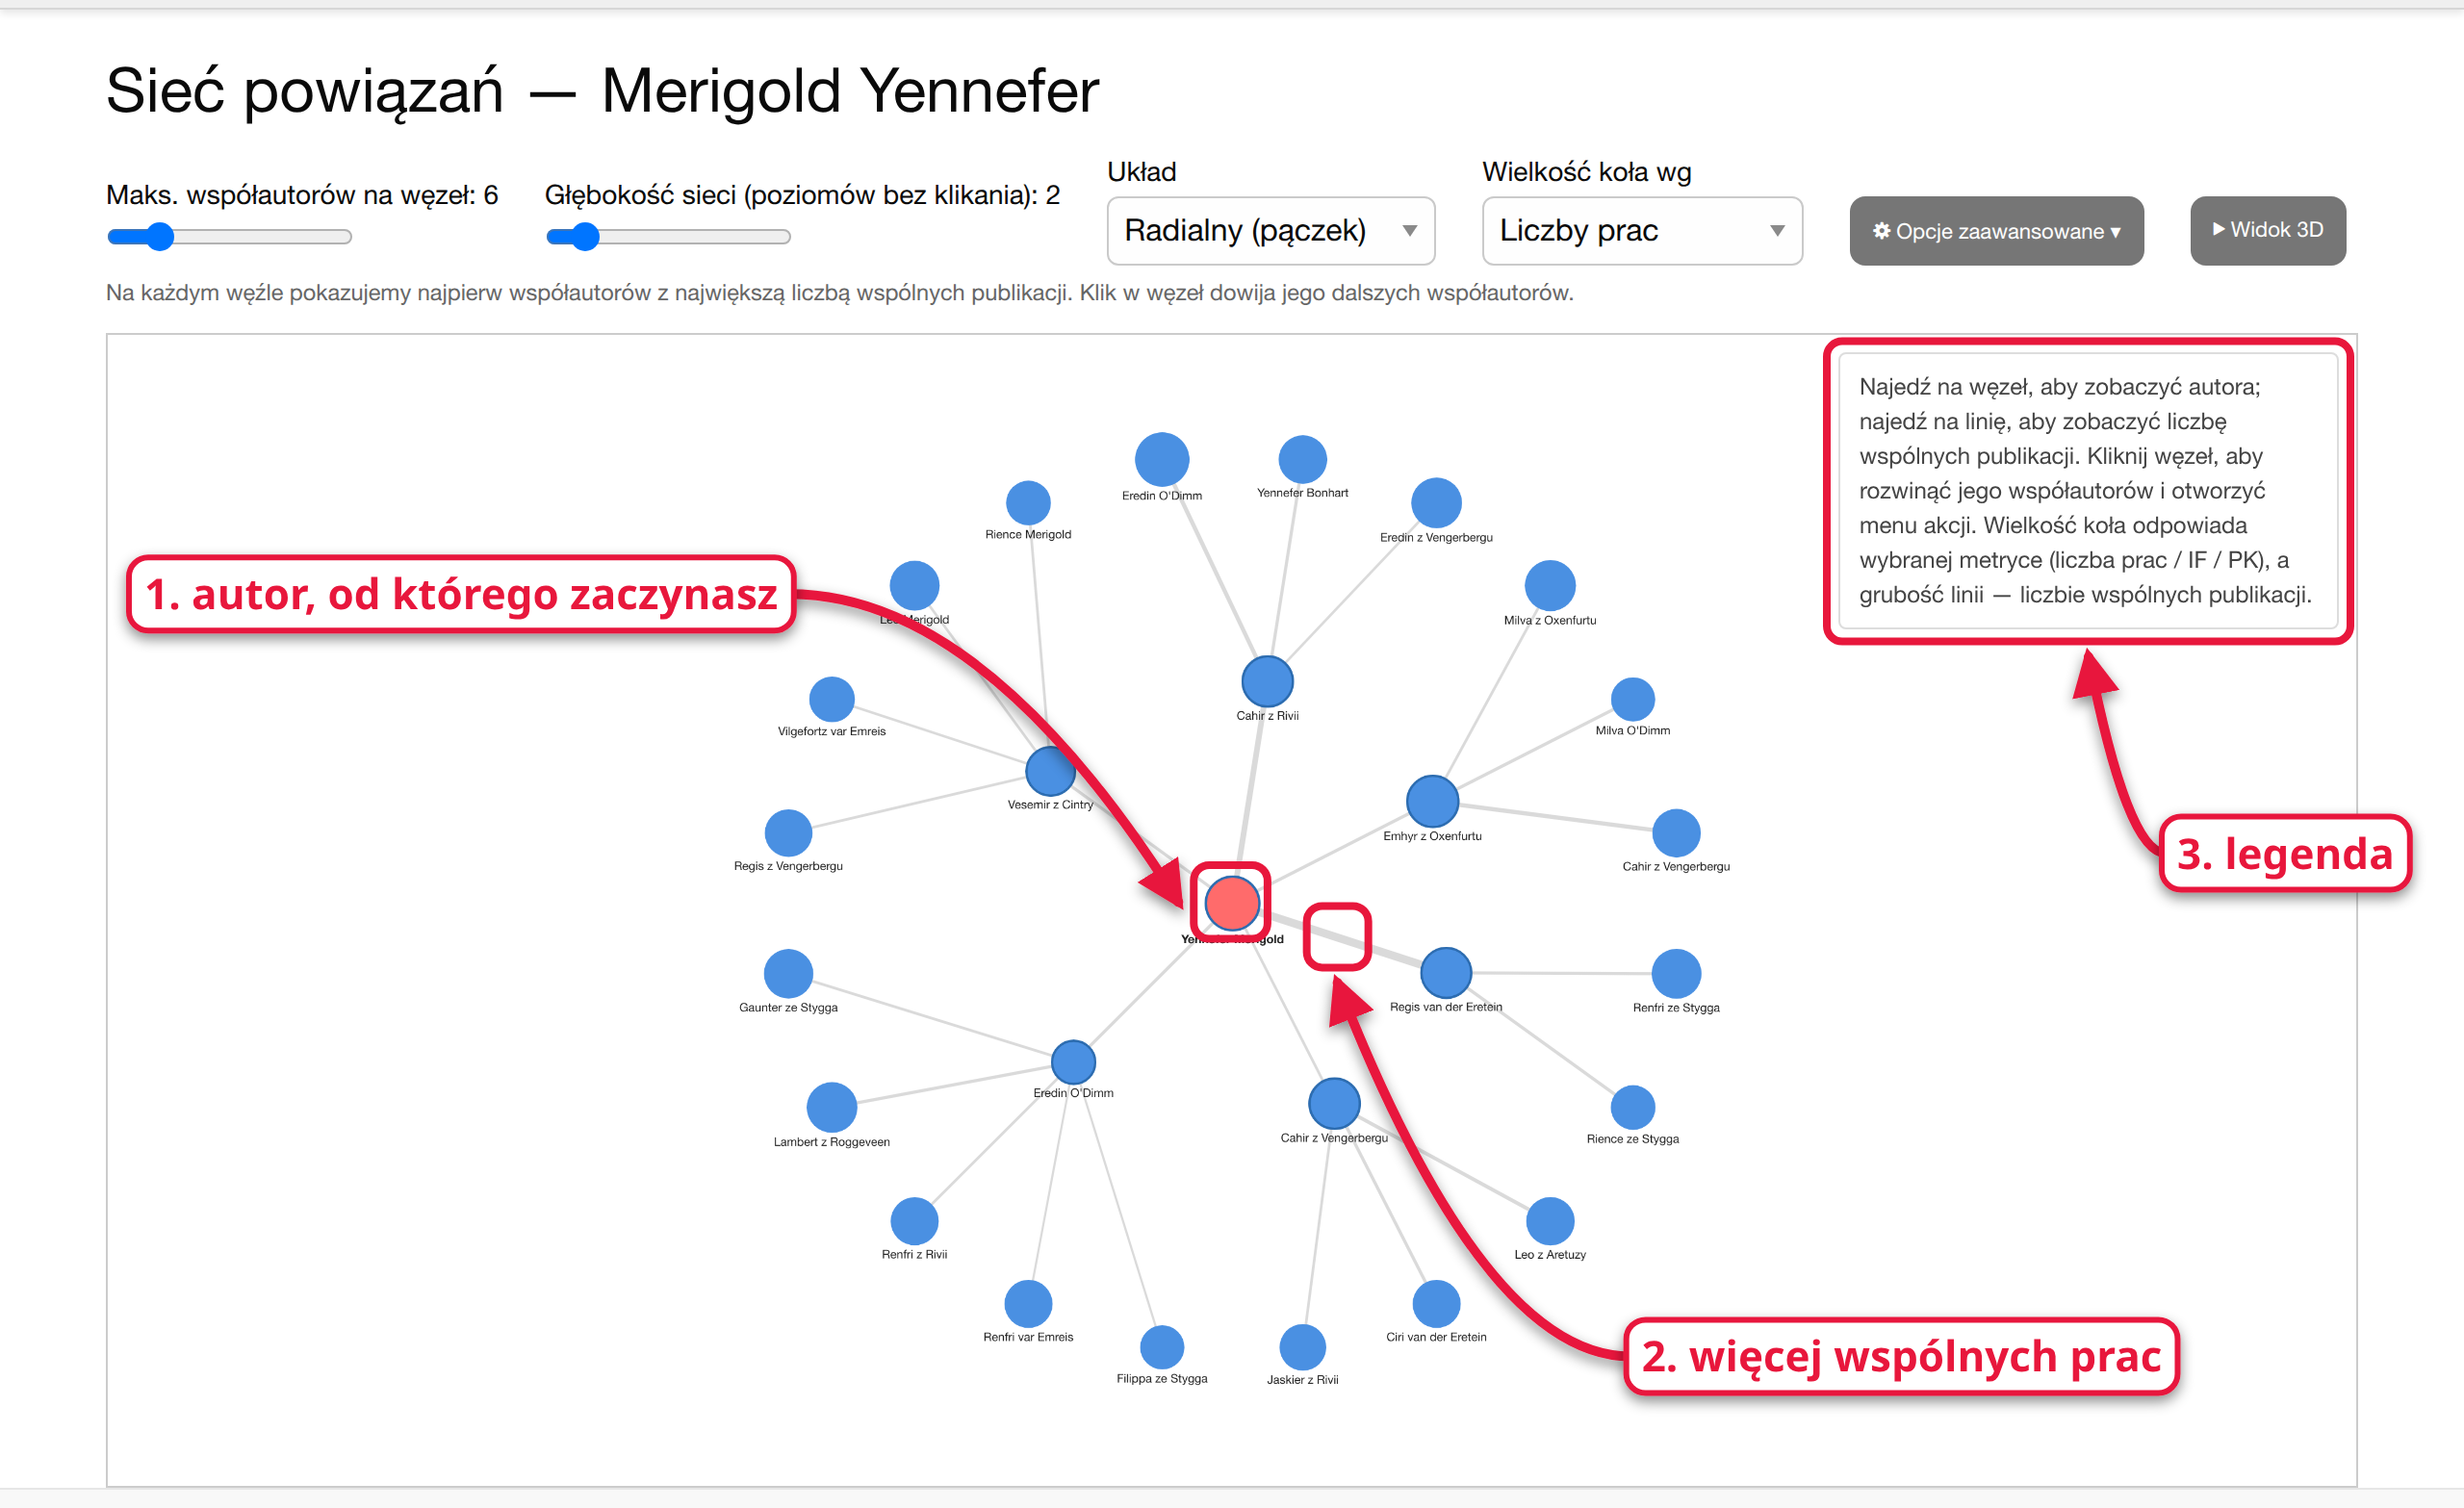 Sieć powiązań — Merigold Yennefer
Maks. współautorów na węzeł: 6
Głębokość sieci (poziomów bez klikania): 2
Układ
Radialny (pączek)
Wielkość koła wg
Liczby prac
Opcje zaawansowane ▾
Widok 3D
Na każdym węźle pokazujemy najpierw współautorów z największą liczbą wspólnych publikacji. Klik w węzeł dowija jego dalszych współautorów.
Najedź na węzeł, aby zobaczyć autora;
najedź na linię, aby zobaczyć liczbę
wspólnych publikacji. Kliknij węzeł, aby
rozwinąć jego współautorów i otworzyć
menu akcji. Wielkość koła odpowiada
wybranej metryce (liczba prac / IF / PK), a
grubość linii — liczbie wspólnych publikacji.
Eredin O'Dimm
Yennefer Bonhart
Rience Merigold
Eredin z Vengerbergu
1. autor, od którego zaczynasz
Merigold
Milva z Oxenfurtu
Cahir z Rivii
Vilgefortz var Emreis
Milva O'Dimm
Vesemir z Cintry
Emhyr z Oxenfurtu
3. legenda
Regis z Vengerbergu
Cahir z Vengerbergu
Yennefer Merigold
Gaunter ze Stygga
Regis van der Eretein
Renfri ze Stygga
Eredin O'Dimm
Lambert z Roggeveen
Cahir z Vengerbergu
Rience ze Stygga
Renfri z Rivii
Leo z Aretuzy
Renfri var Emreis
Ciri van der Eretein
2. więcej wspólnych prac
Filippa ze Stygga
Jaskier z Rivii